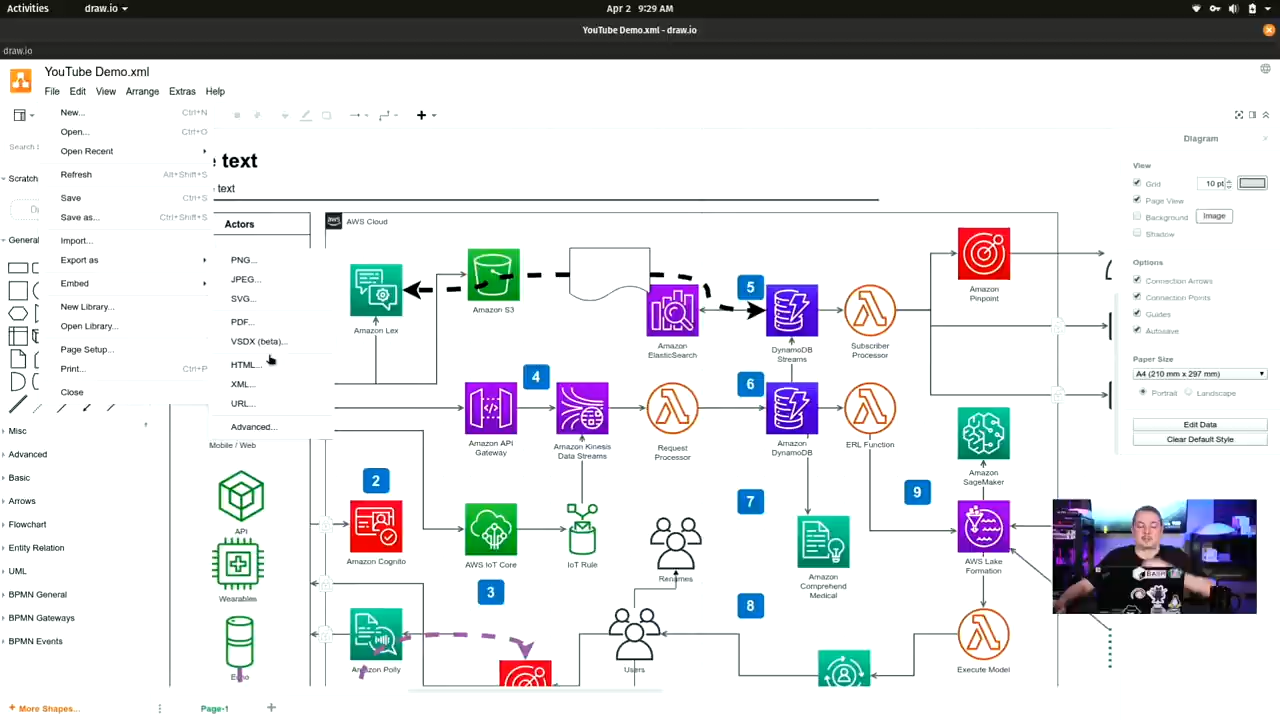 Activities
draw.io
Apr 2 9:29 AM
YouTube Demo.xml - draw.io
draw.io
YouTube Demo.xml
File Edit View Arrange Extras Help
New... Ctrl+N
Open... Ctrl+O
Open Recent
Refresh Alt+Shift+S
Save Ctrl+S
Save as... Ctrl+Shift+S
Import...
Export as
Embed
New Library...
Open Library...
Page Setup...
Print... Ctrl+P
Close
PNG...
JPEG...
SVG...
PDF...
VSDX (beta)...
HTML...
XML...
URL...
Advanced...
Search
Scratch
General
Misc
Advanced
Basic
Arrows
Flowchart
Entity Relation
UML
BPMN General
BPMN Gateways
BPMN Events
+ More Shapes...
Page-1
text
text
Actors
aws
AWS Cloud
Mobile / Web
API
Wearables
Echo
Amazon Lex
Amazon S3
Amazon
ElasticSearch
5
DynamoDB
Streams
Subscriber
Processor
Amazon
Pinpoint
4
6
Amazon API
Gateway
Amazon Kinesis
Data Streams
Request
Processor
Amazon
DynamoDB
ERL Function
Amazon
SageMaker
2
7
9
Amazon Cognito
AWS IoT Core
IoT Rule
Renames
Amazon
Comprehend
Medical
AWS Lake
Formation
3
8
Amazon Polly
Users
Execute Model
Diagram
View
Grid 10 pt
Page View
Background Image
Shadow
Options
Connection Arrows
Connection Points
Guides
Autosave
Paper Size
A4 (210 mm x 297 mm)
Portrait Landscape
Edit Data
Clear Default Style
BASH